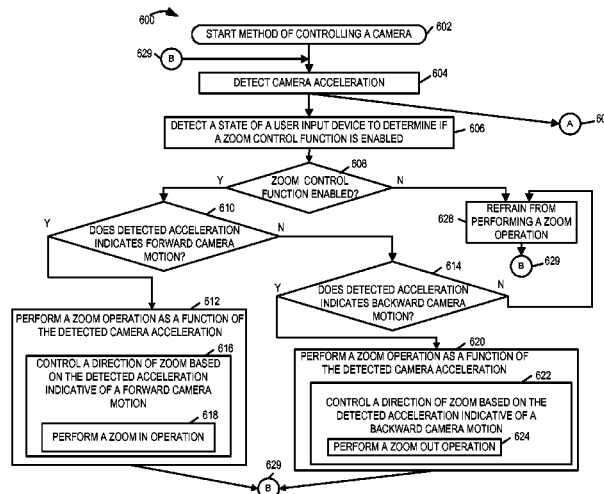 600
START METHOD OF CONTROLLING A CAMERA
602
629
B
DETECT CAMERA ACCELERATION
604
A
DETECT A STATE OF A USER INPUT DEVICE TO DETERMINE IF
A ZOOM CONTROL FUNCTION IS ENABLED
606
608
Y
ZOOM CONTROL
FUNCTION ENABLED?
N
610
Y
DOES DETECTED ACCELERATION
INDICATES FORWARD CAMERA
MOTION?
N
628
REFRAIN FROM
PERFORMING A ZOOM
OPERATION
B
629
614
Y
DOES DETECTED ACCELERATION
INDICATES BACKWARD CAMERA
MOTION?
N
612
PERFORM A ZOOM OPERATION AS A FUNCTION OF
THE DETECTED CAMERA ACCELERATION
616
CONTROL A DIRECTION OF ZOOM BASED
ON THE DETECTED ACCELERATION
INDICATIVE OF A FORWARD CAMERA
MOTION
618
PERFORM A ZOOM IN OPERATION
620
PERFORM A ZOOM OPERATION AS A FUNCTION OF
THE DETECTED CAMERA ACCELERATION
622
CONTROL A DIRECTION OF ZOOM BASED ON THE
DETECTED ACCELERATION INDICATIVE OF A
BACKWARD CAMERA MOTION
624
PERFORM A ZOOM OUT OPERATION
629
B